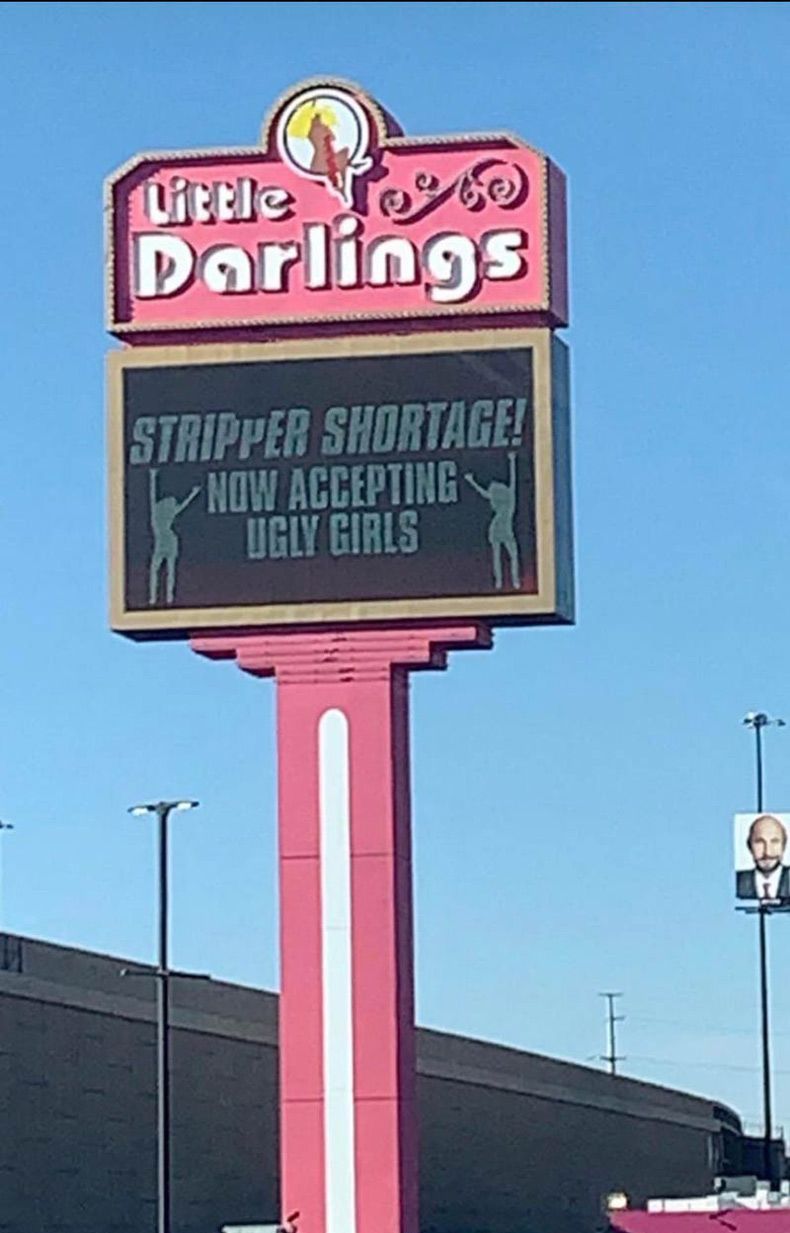 Little
Darlings
STRIPPER SHORTAGE!
NOW ACCEPTING
UGLY GIRLS